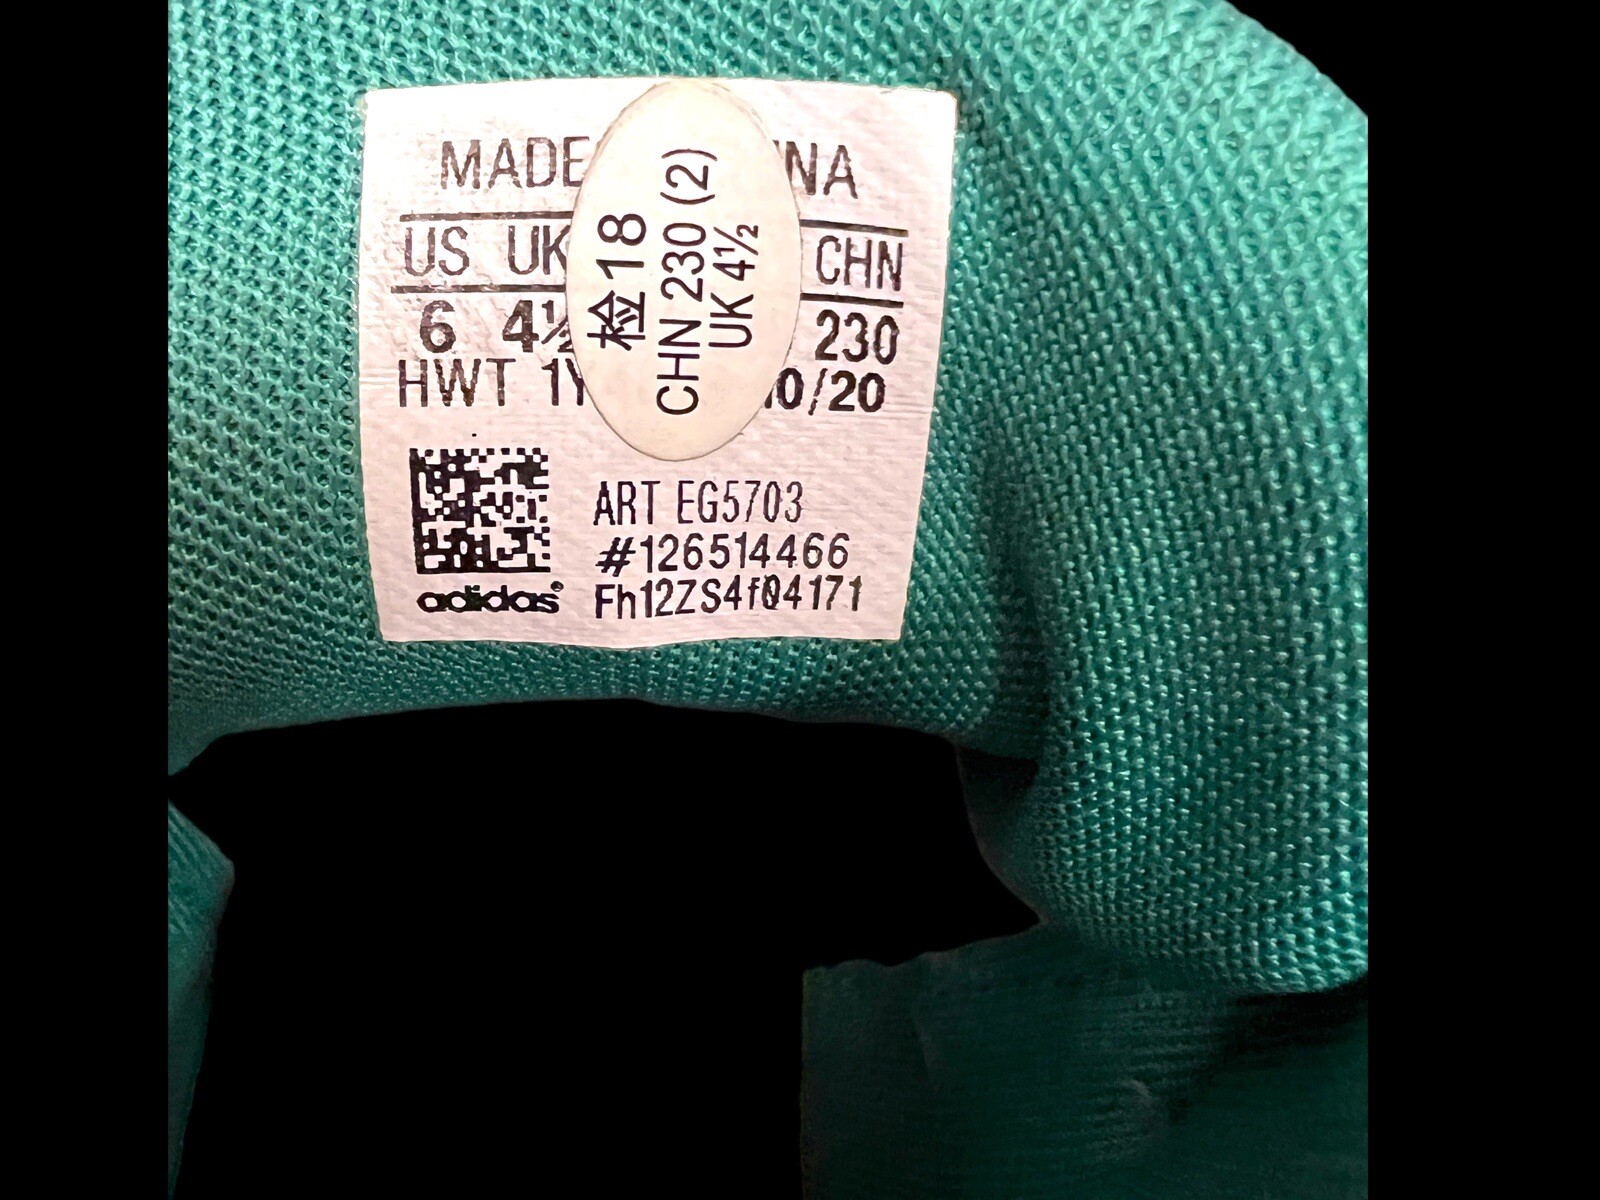 MADE NA
US UK CHN
6 4½ 230
HWT 1Y 10/20
检18
CHN 230 (2)
UK 4½
ART EG5703
#126514466
Fh12ZS4f04171
adidas®